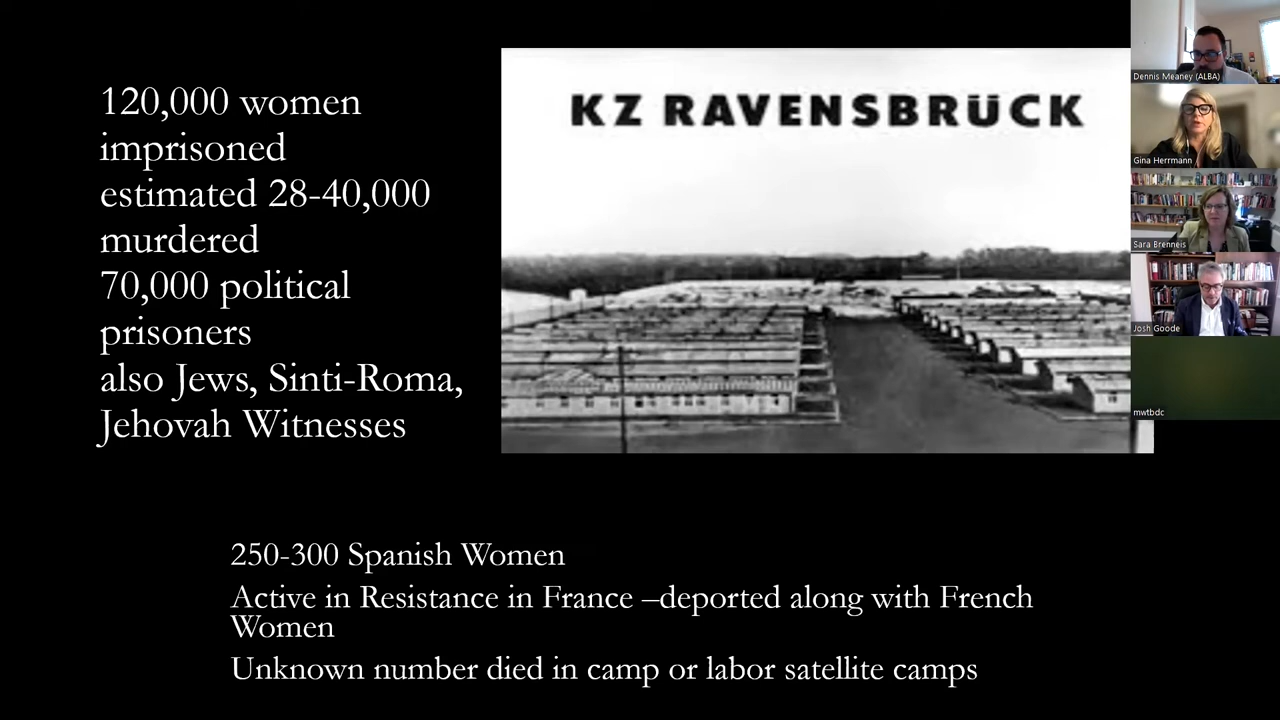 120,000 women
imprisoned
estimated 28-40,000
murdered
70,000 political
prisoners
also Jews, Sinti-Roma,
Jehovah Witnesses
KZ RAVENSBRÜCK
250-300 Spanish Women
Active in Resistance in France –deported along with French
Women
Unknown number died in camp or labor satellite camps
Dennis Meaney (ALBA)
Gina Herrmann
Sara Brenneis
Josh Goode
mwtbdc